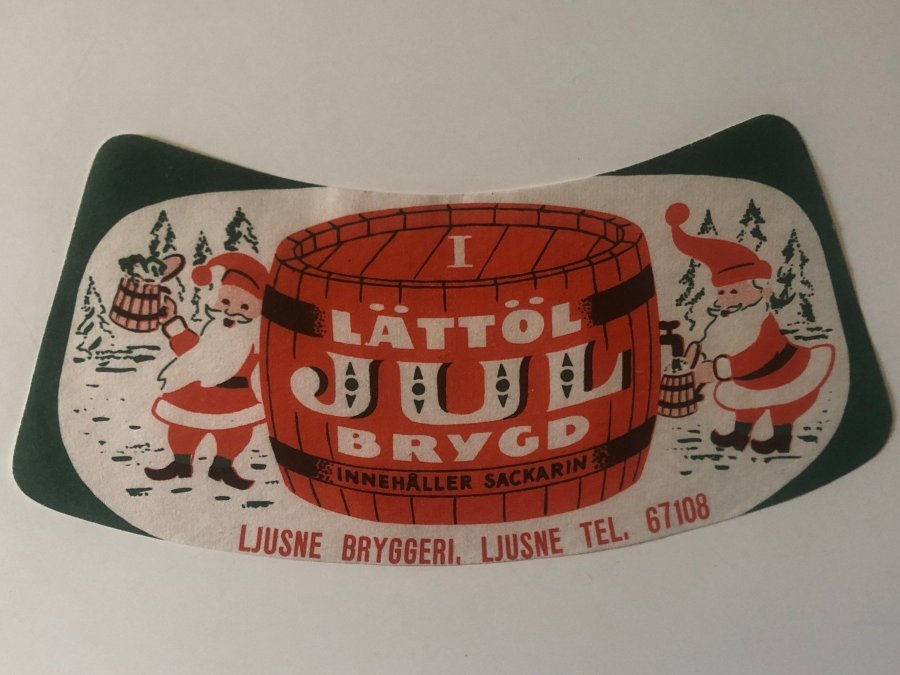 I
LÄTTÖL
JUL
BRYGD
INNEHÅLLER SACKARIN
LJUSNE BRYGGERI. LJUSNE TEL. 67108